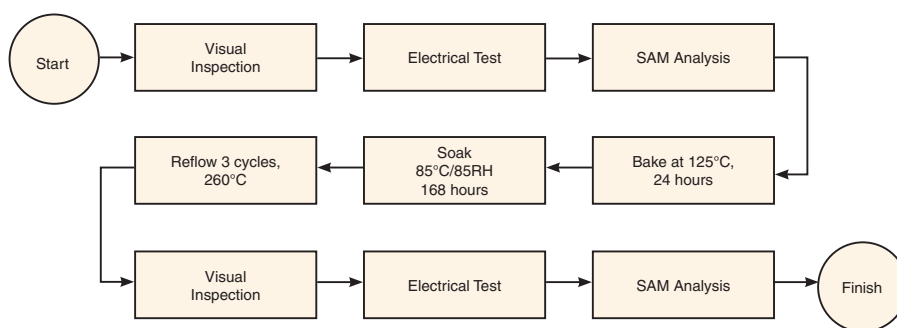 Start
Visual
Inspection
Electrical Test
SAM Analysis
Bake at 125°C,
24 hours
Soak
85°C/85RH
168 hours
Reflow 3 cycles,
260°C
Visual
Inspection
Electrical Test
SAM Analysis
Finish